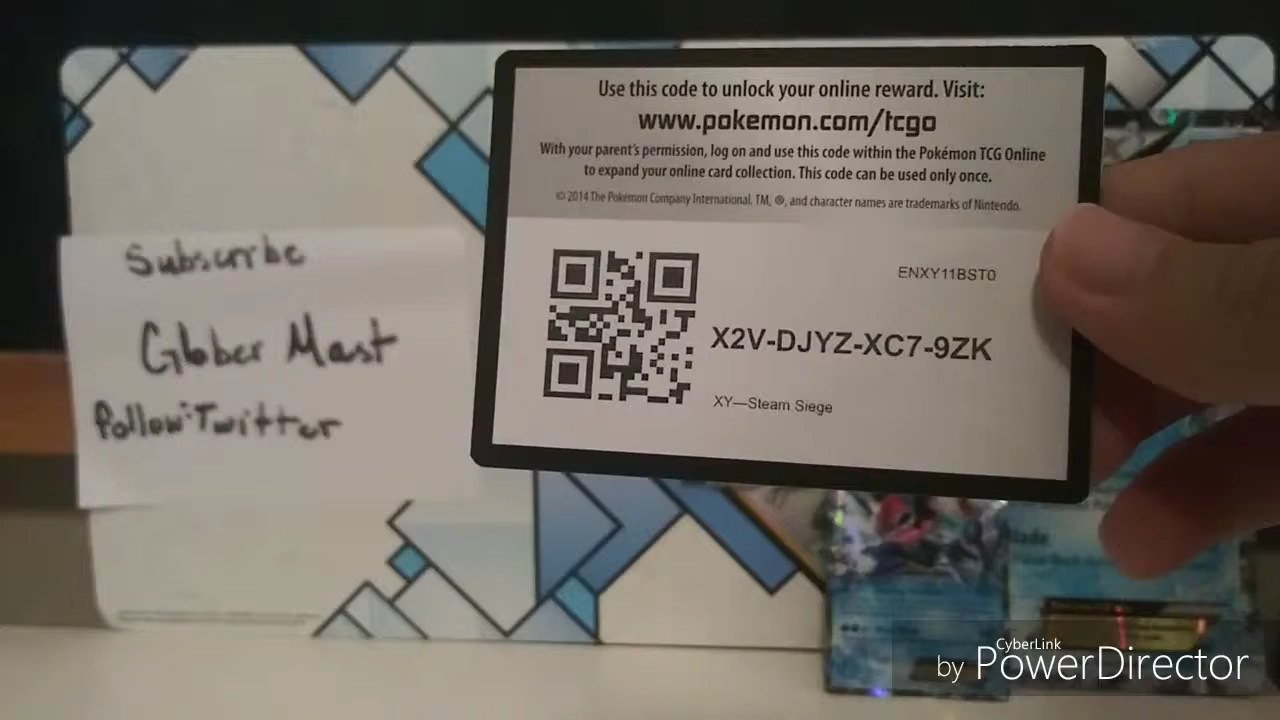 Use this code to unlock your online reward. Visit:
www.pokemon.com/tcgo
With your parent's permission, log on and use this code within the Pokémon TCG Online
to expand your online card collection. This code can be used only once.
© 2014 The Pokémon Company International. TM, ®, and character names are trademarks of Nintendo.
ENXY11BST0
X2V-DJYZ-XC7-9ZK
XY—Steam Siege
Subscribe
Glober Mast
Follow:Twitter
CyberLink
by PowerDirector